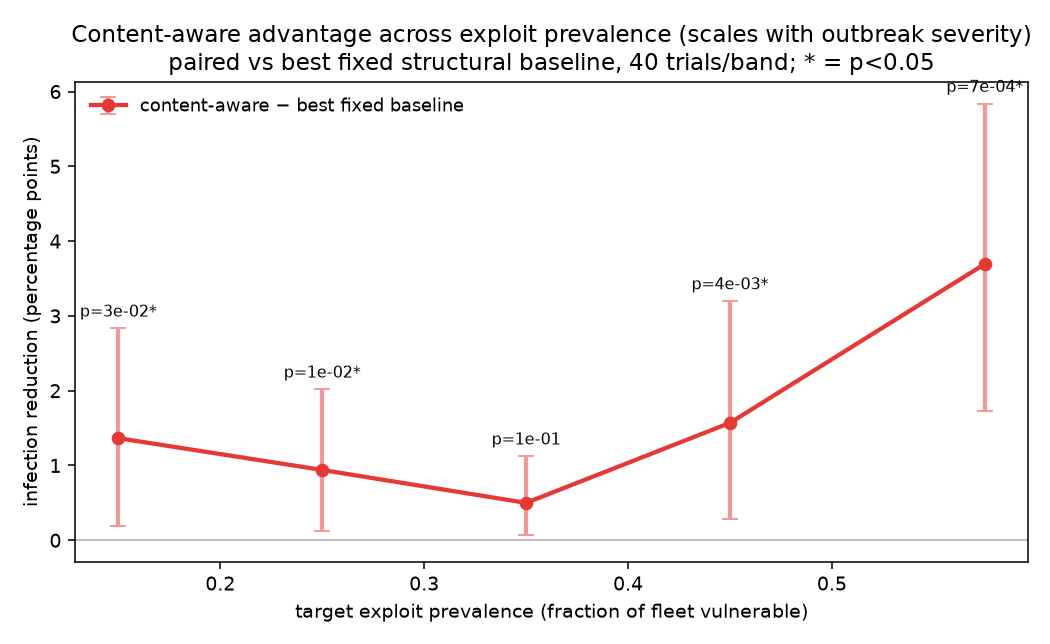 Content-aware advantage across exploit prevalence (scales with outbreak severity)
paired vs best fixed structural baseline, 40 trials/band; * = p<0.05
p=7e-04*
content-aware − best fixed baseline
p=3e-02*
p=1e-02*
p=1e-01
p=4e-03*
6
5
4
3
2
1
0
infection reduction (percentage points)
0.2
0.3
0.4
0.5
target exploit prevalence (fraction of fleet vulnerable)